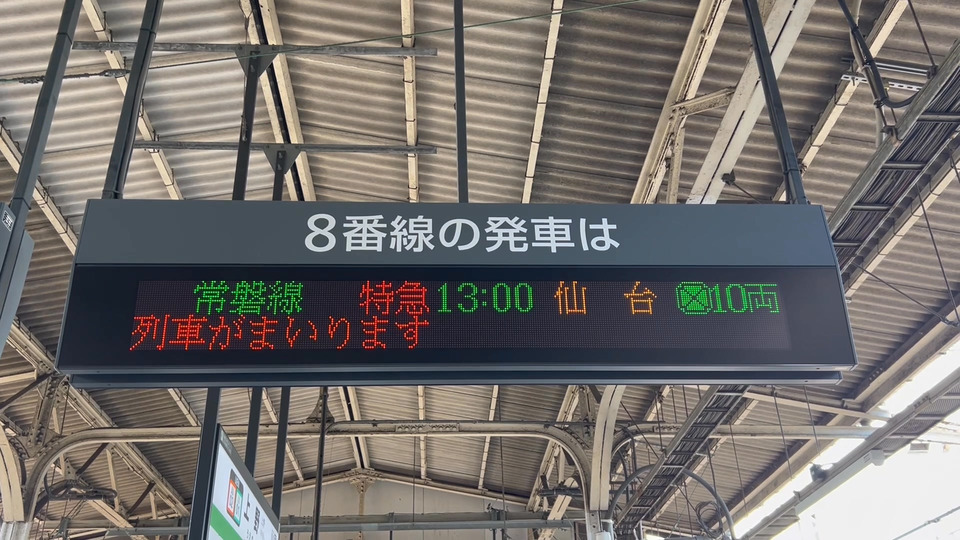 8番線の発車は
常磐線 特急 13:00 仙台 10両
列車がまいります